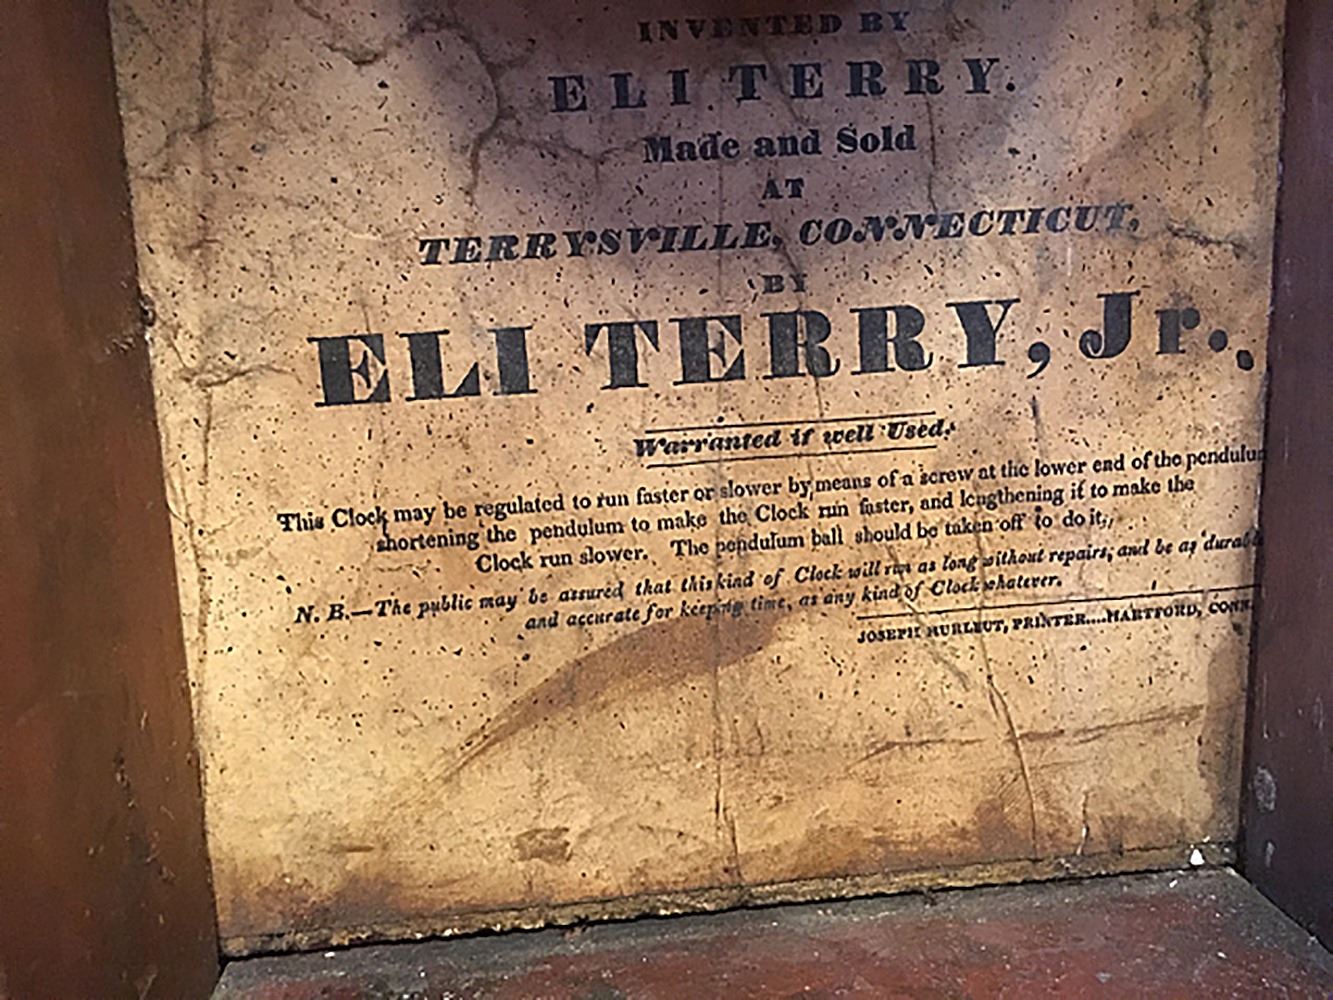 INVENTED BY
ELI TERRY.
Made and Sold
AT
TERRYSVILLE, CONNECTICUT,
BY
ELI TERRY, Jr.,
Warranted if well Used.
This Clock may be regulated to run faster or slower by means of a screw at the lower end of the pendulum
shortening the pendulum to make the Clock run faster, and lengthening it to make the
Clock run slower. The pendulum ball should be taken off to do it.
N. B.—The public may be assured that this kind of Clock will run as long without repairs, and be as durable
and accurate for keeping time, as any kind of Clock whatever.
JOSEPH HURLBUT, PRINTER....HARTFORD, CONN.